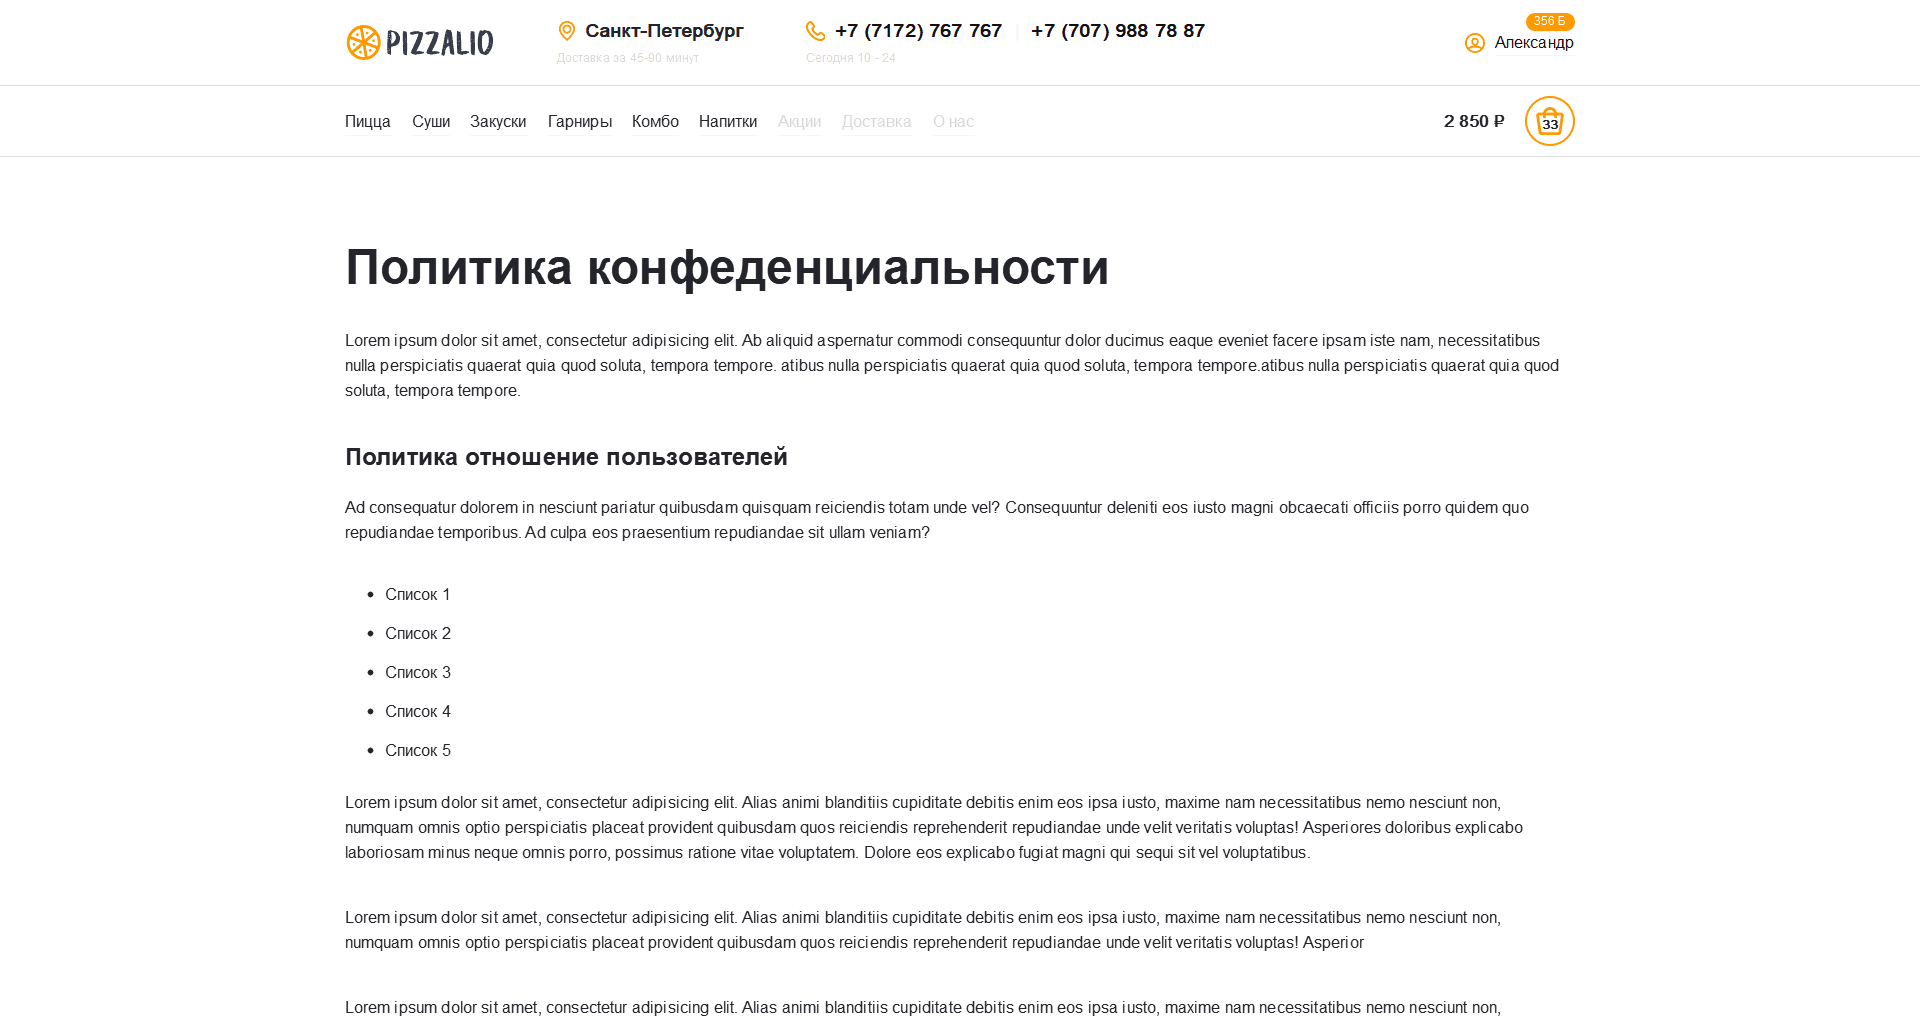 PIZZALIO
Санкт-Петербург
Доставка за 45-90 минут
+7 (7172) 767 767 | +7 (707) 988 78 87
Сегодня 10 - 24
356 Б
Александр
Пицца Суши Закуски Гарниры Комбо Напитки Акции Доставка О нас
2 850 ₽
33
Политика конфеденциальности
Lorem ipsum dolor sit amet, consectetur adipisicing elit. Ab aliquid aspernatur commodi consequuntur dolor ducimus eaque eveniet facere ipsam iste nam, necessitatibus
nulla perspiciatis quaerat quia quod soluta, tempora tempore. atibus nulla perspiciatis quaerat quia quod soluta, tempora tempore.atibus nulla perspiciatis quaerat quia quod
soluta, tempora tempore.
Политика отношение пользователей
Ad consequatur dolorem in nesciunt pariatur quibusdam quisquam reiciendis totam unde vel? Consequuntur deleniti eos iusto magni obcaecati officiis porro quidem quo
repudiandae temporibus. Ad culpa eos praesentium repudiandae sit ullam veniam?
• Список 1
• Список 2
• Список 3
• Список 4
• Список 5
Lorem ipsum dolor sit amet, consectetur adipisicing elit. Alias animi blanditiis cupiditate debitis enim eos ipsa iusto, maxime nam necessitatibus nemo nesciunt non,
numquam omnis optio perspiciatis placeat provident quibusdam quos reiciendis reprehenderit repudiandae unde velit veritatis voluptas! Asperiores doloribus explicabo
laboriosam minus neque omnis porro, possimus ratione vitae voluptatem. Dolore eos explicabo fugiat magni qui sequi sit vel voluptatibus.
Lorem ipsum dolor sit amet, consectetur adipisicing elit. Alias animi blanditiis cupiditate debitis enim eos ipsa iusto, maxime nam necessitatibus nemo nesciunt non,
numquam omnis optio perspiciatis placeat provident quibusdam quos reiciendis reprehenderit repudiandae unde velit veritatis voluptas! Asperior
Lorem ipsum dolor sit amet, consectetur adipisicing elit. Alias animi blanditiis cupiditate debitis enim eos ipsa iusto, maxime nam necessitatibus nemo nesciunt non,